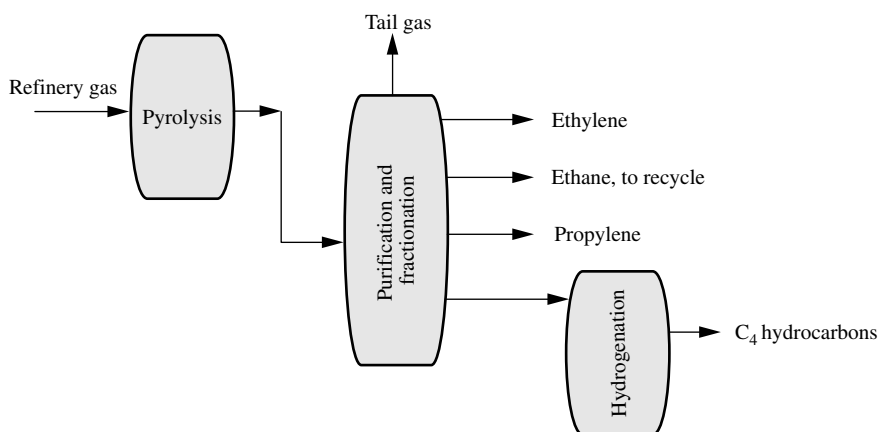 Tail gas
Refinery gas
Pyrolysis
Purification and
fractionation
Ethylene
Ethane, to recycle
Propylene
Hydrogenation
C₄ hydrocarbons